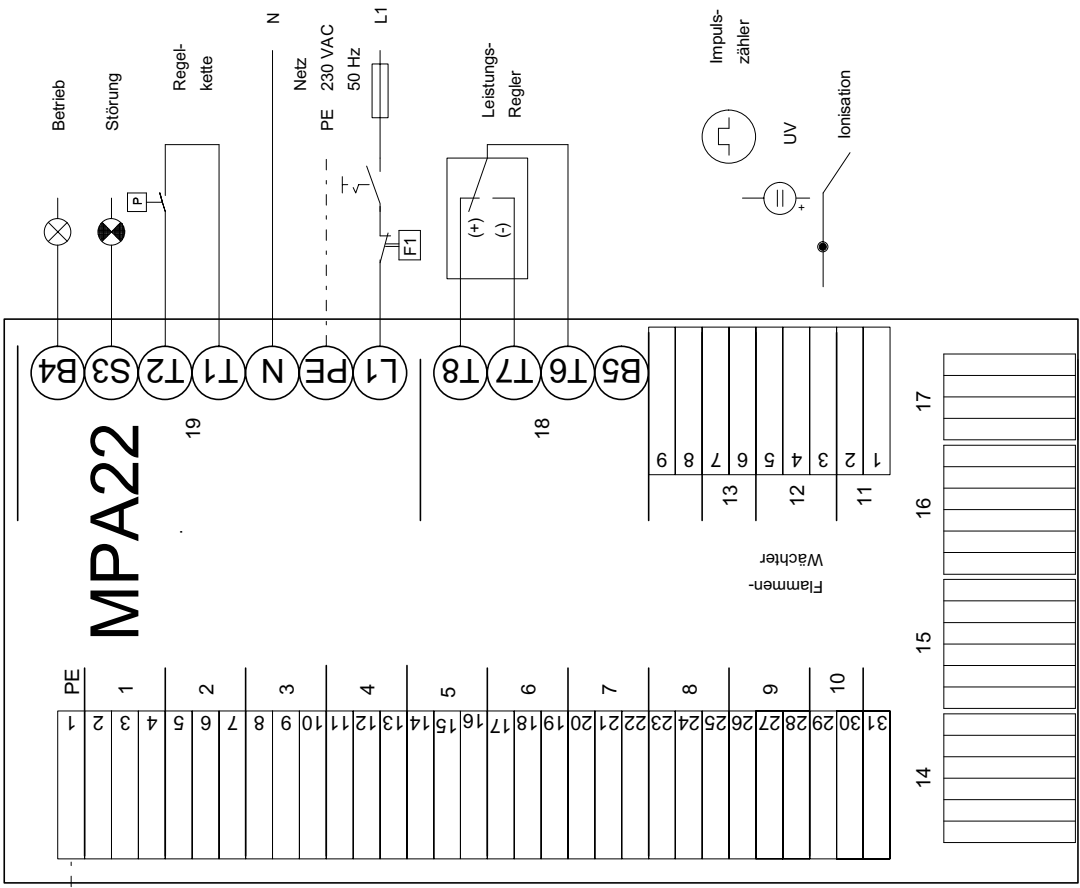 Betrieb
Störung
Regel-
kette
N
Netz
PE 230 VAC
50 Hz
L1
Leistungs-
Regler
Impuls-
zähler
UV
Ionisation
P
F1
(+)
(-)
+
B4
S3
T2
T1
N
PE
L1
T8
T7
T6
B5
19
18
MPA22
9
8
7
6
5
4
3
2
1
13
12
11
Flammen-
Wächter
17
16
15
14
PE
1
2
3
4
5
6
7
8
9
10
1
2
3
4
5
6
7
8
9
10
11
12
13
14
15
16
17
18
19
20
21
22
23
24
25
26
27
28
29
30
31